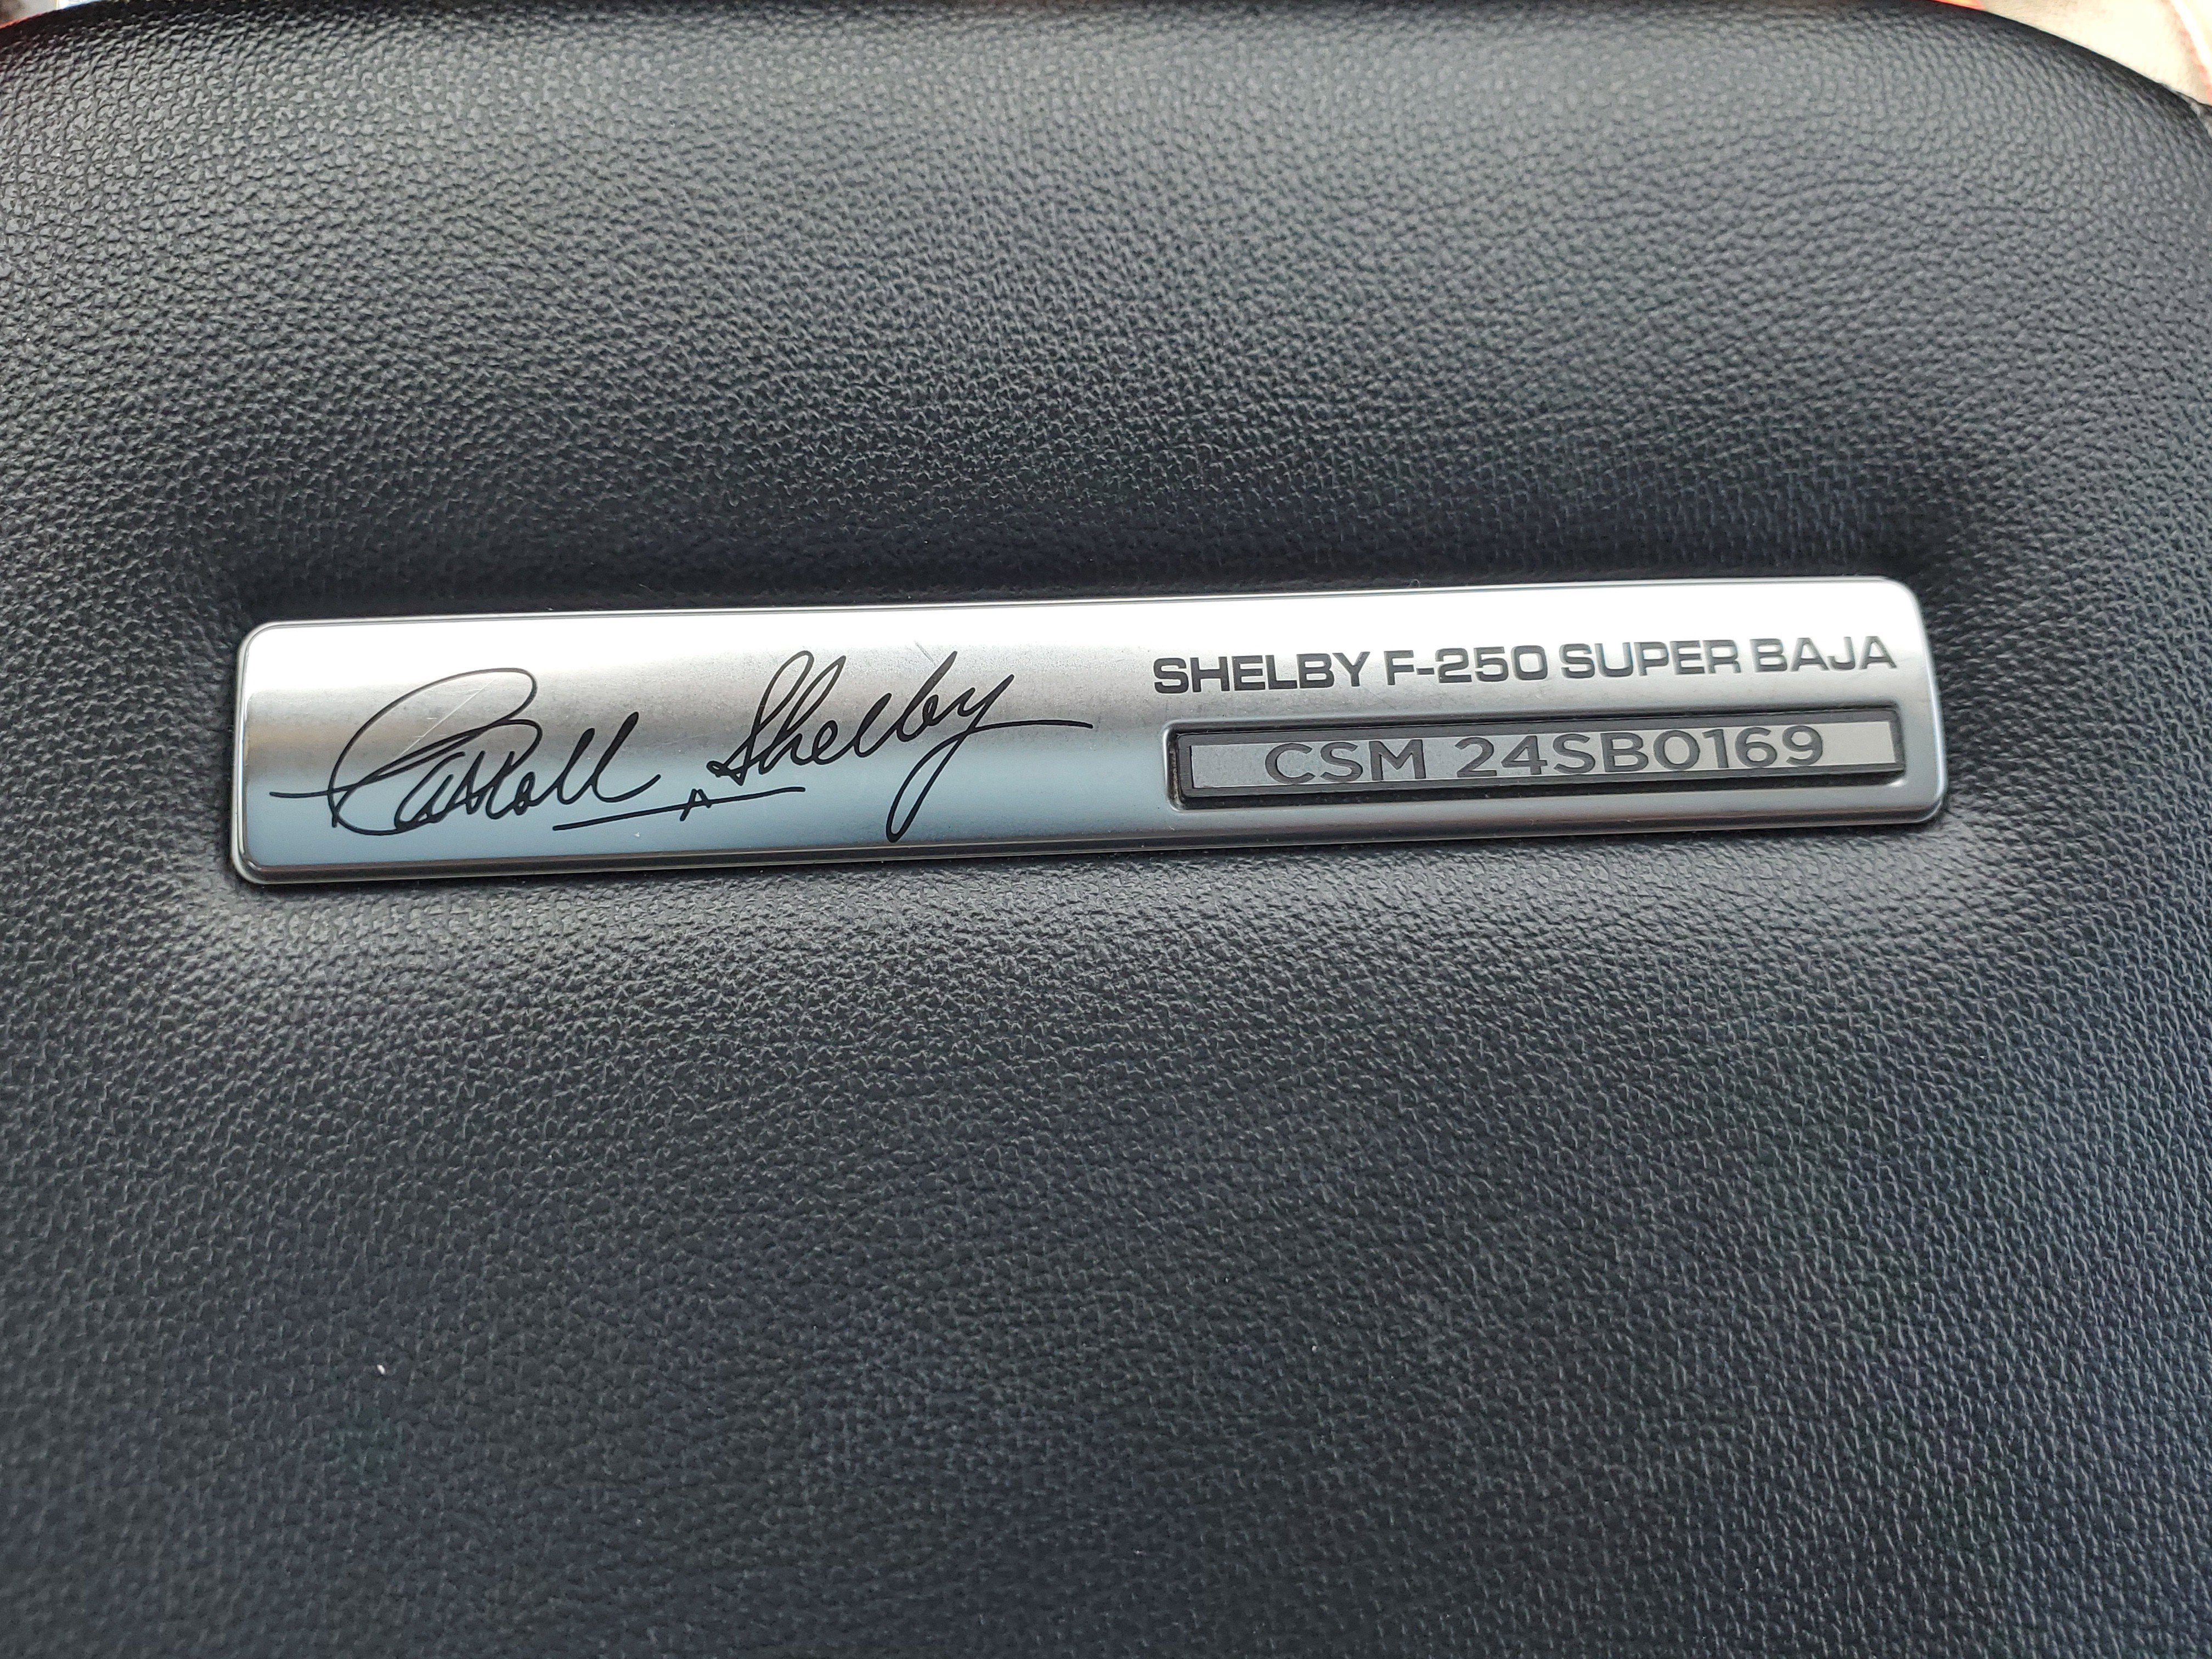 Carroll Shelby
SHELBY F-250 SUPER BAJA
CSM 24SB0169